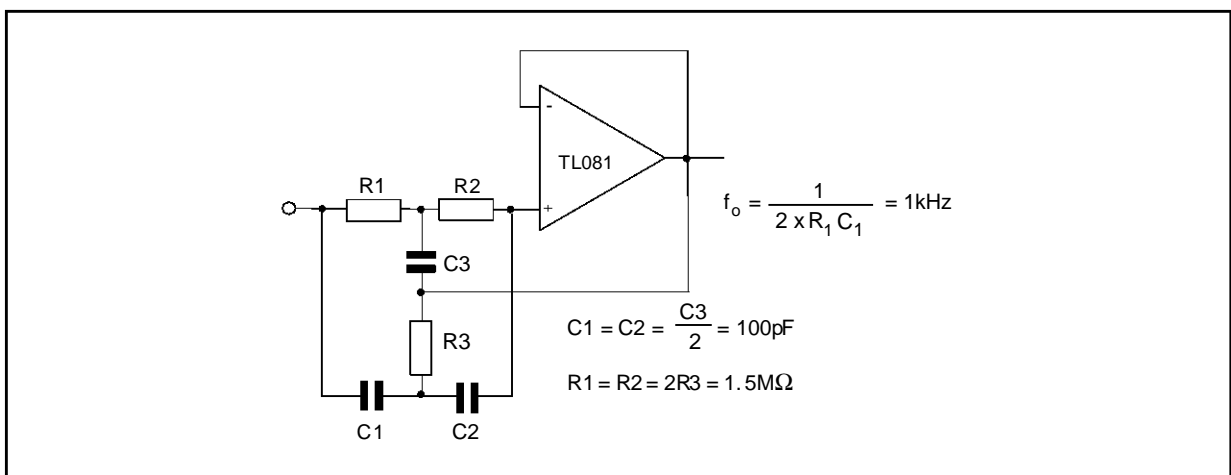 -
TL081
R1
R2
+
f₀ = 1 / 2 x R₁ C₁ = 1kHz
C3
R3
C1 = C2 = C3 / 2 = 100pF
R1 = R2 = 2R3 = 1.5MΩ
C1
C2